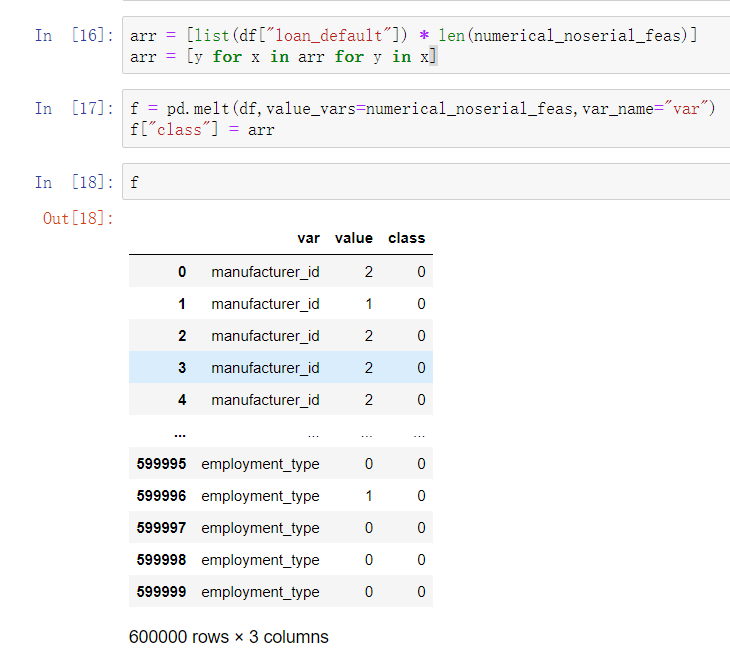 In [16]: arr = [list(df["loan_default"]) * len(numerical_noserial_feas)]
arr = [y for x in arr for y in x]
In [17]: f = pd.melt(df,value_vars=numerical_noserial_feas,var_name="var")
f["class"] = arr
In [18]: f
Out[18]:
var value class
0 manufacturer_id 2 0
1 manufacturer_id 1 0
2 manufacturer_id 2 0
3 manufacturer_id 2 0
4 manufacturer_id 2 0
... ... ... ...
599995 employment_type 0 0
599996 employment_type 1 0
599997 employment_type 0 0
599998 employment_type 0 0
599999 employment_type 0 0
600000 rows × 3 columns